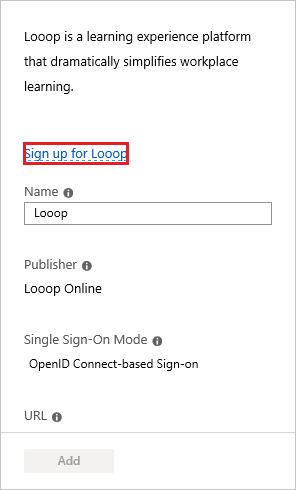 Looop is a learning experience platform
that dramatically simplifies workplace
learning.
Sign up for Looop
Name
Looop
Publisher
Looop Online
Single Sign-On Mode
OpenID Connect-based Sign-on
URL
Add